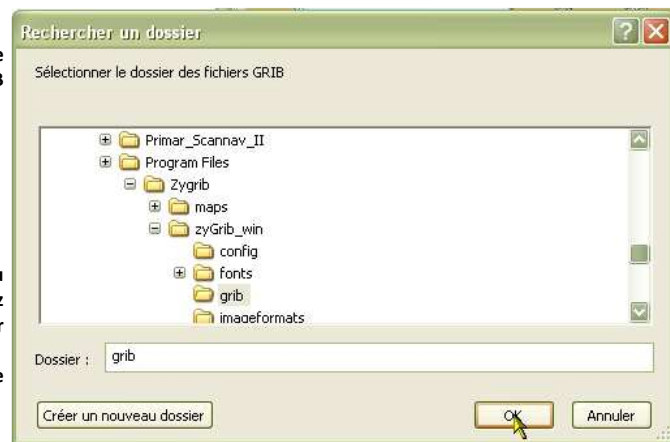 Rechercher un dossier
Sélectionner le dossier des fichiers GRIB
Primar_Scannav_II
Program Files
Zygrib
maps
zyGrib_win
config
fonts
grib
imageformats
Dossier : grib
Créer un nouveau dossier OK Annuler